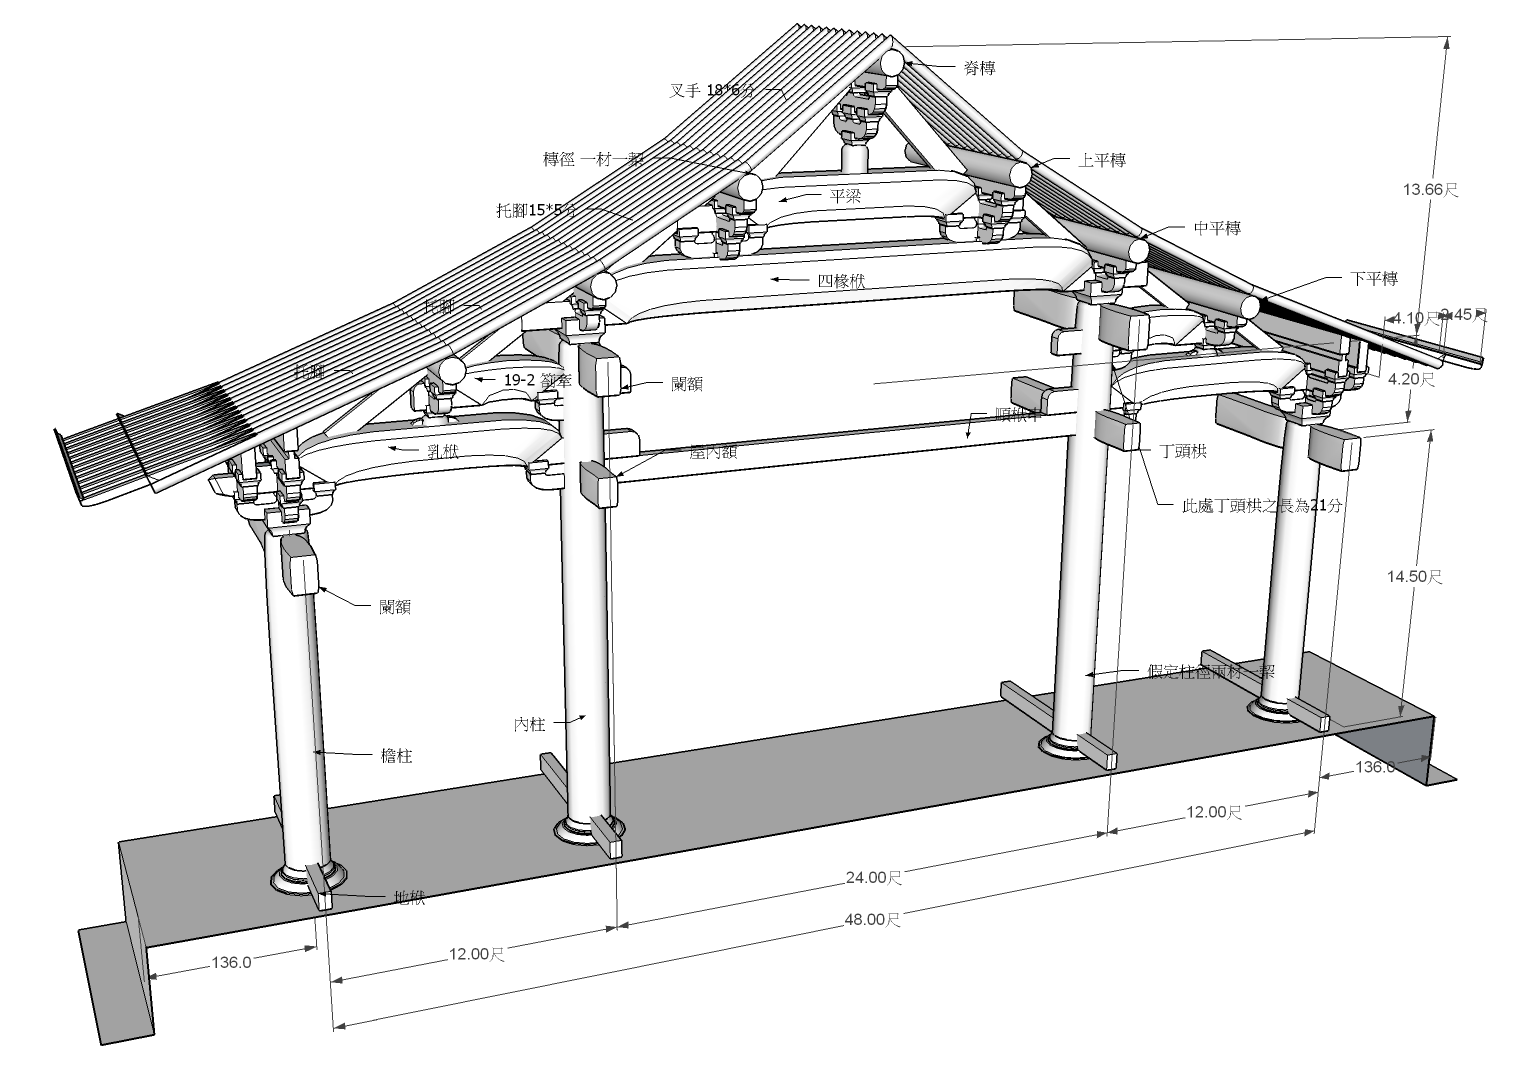 脊槫
叉手 18*6分
13.66尺
槫徑 一材一栔
上平槫
平梁
托腳15*5分
中平槫
四椽栿
下平槫
托腳
4.10尺
2.45尺
托腳
19-2 劄牽
闌額
4.20尺
順栿串
乳栿
屋內額
丁頭栱
此處丁頭栱之長為21分
14.50尺
闌額
假定柱徑兩材一栔
內柱
檐柱
136.0
12.00尺
24.00尺
地栿
48.00尺
12.00尺
136.0